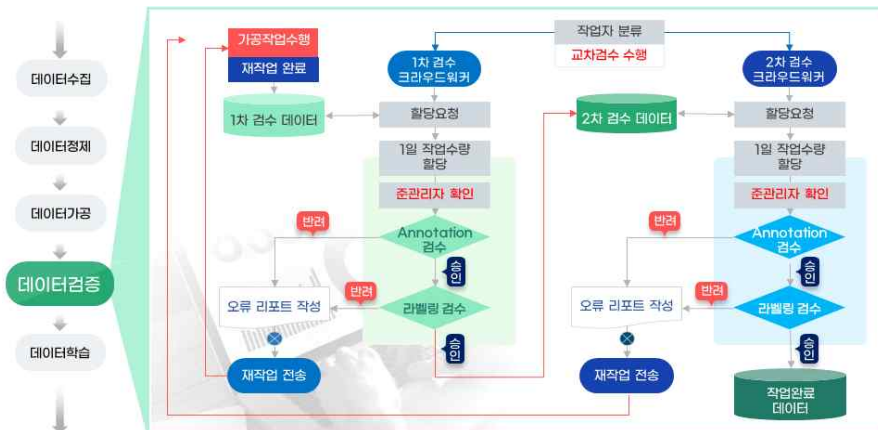 데이터수집
데이터정제
데이터가공
데이터검증
데이터학습
가공작업수행
재작업 완료
1차 검수 데이터
작업자 분류
교차검수 수행
1차 검수
크라우드워커
할당요청
1일 작업수량
할당
준관리자 확인
Annotation
검수
반려
승인
라벨링 검수
반려
승인
오류 리포트 작성
재작업 전송
2차 검수 데이터
2차 검수
크라우드워커
할당요청
1일 작업수량
할당
준관리자 확인
Annotation
검수
반려
승인
라벨링 검수
반려
승인
오류 리포트 작성
재작업 전송
작업완료
데이터